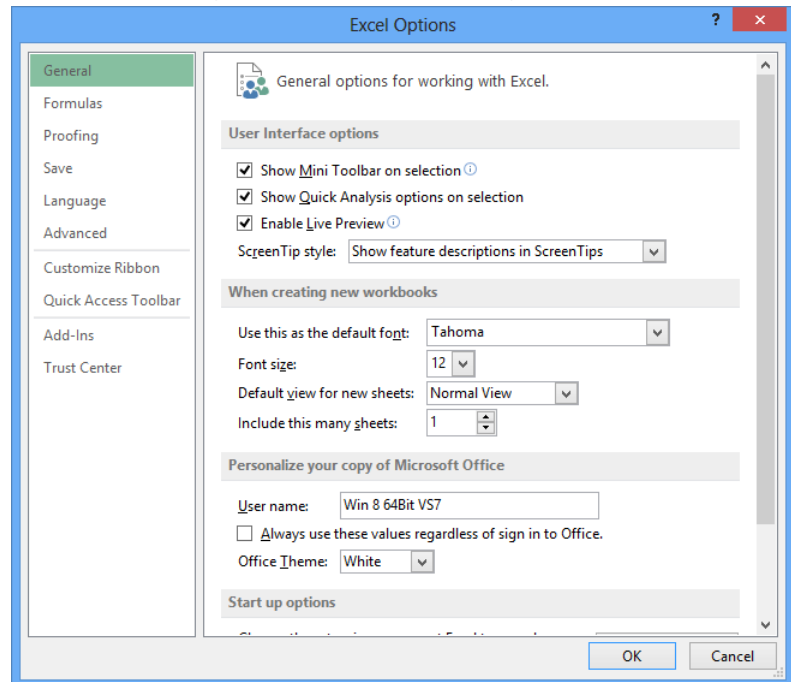 Excel Options
?
General
Formulas
Proofing
Save
Language
Advanced
Customize Ribbon
Quick Access Toolbar
Add-Ins
Trust Center
General options for working with Excel.
User Interface options
Show Mini Toolbar on selection
Show Quick Analysis options on selection
Enable Live Preview
ScreenTip style: Show feature descriptions in ScreenTips
When creating new workbooks
Use this as the default font: Tahoma
Font size: 12
Default view for new sheets: Normal View
Include this many sheets: 1
Personalize your copy of Microsoft Office
User name: Win 8 64Bit VS7
Always use these values regardless of sign in to Office.
Office Theme: White
Start up options
OK Cancel